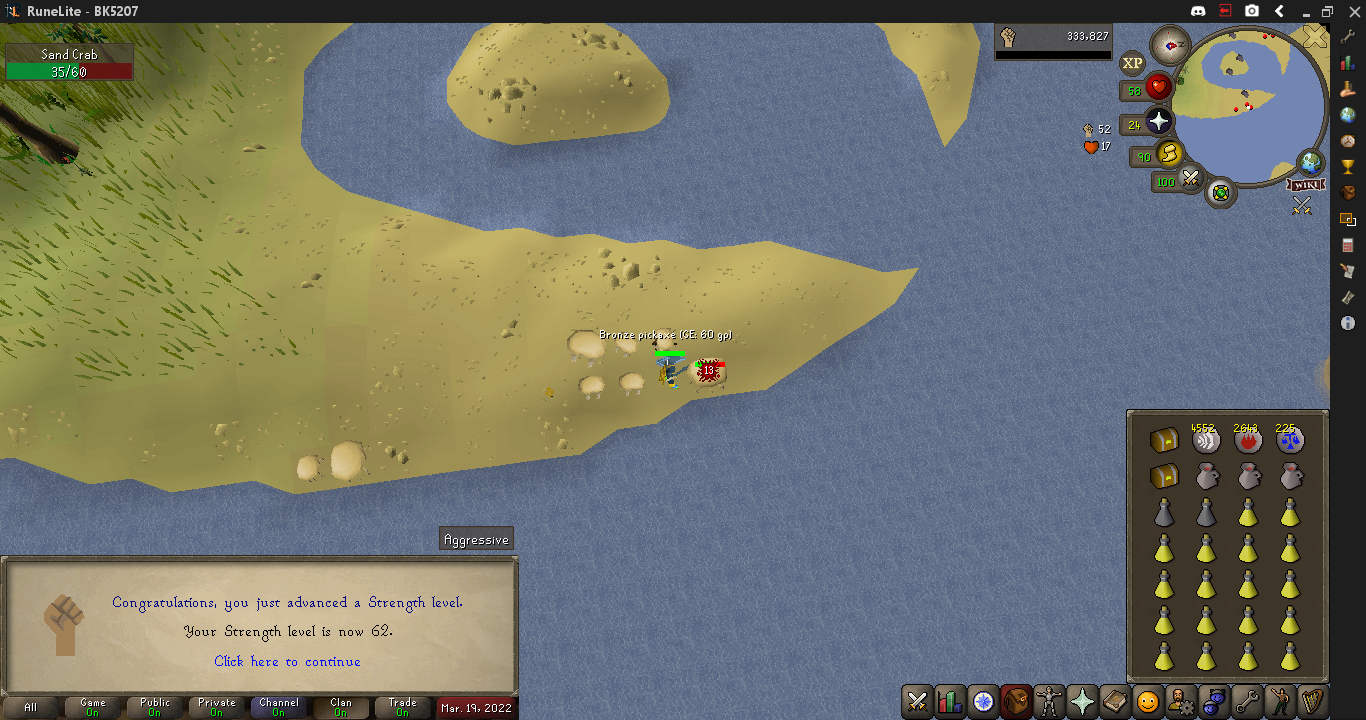 RuneLite - BK5207
Sand Crab
35/60
333,827
XP
58
24
90
100
52
17
WIKI
Bronze pickaxe (GE: 60 gp)
13
4552
2643
225
Aggressive
Congratulations, you just advanced a Strength level.
Your Strength level is now 62.
Click here to continue
All
Game
On
Public
On
Private
On
Channel
On
Clan
On
Trade
On
Mar. 19, 2022